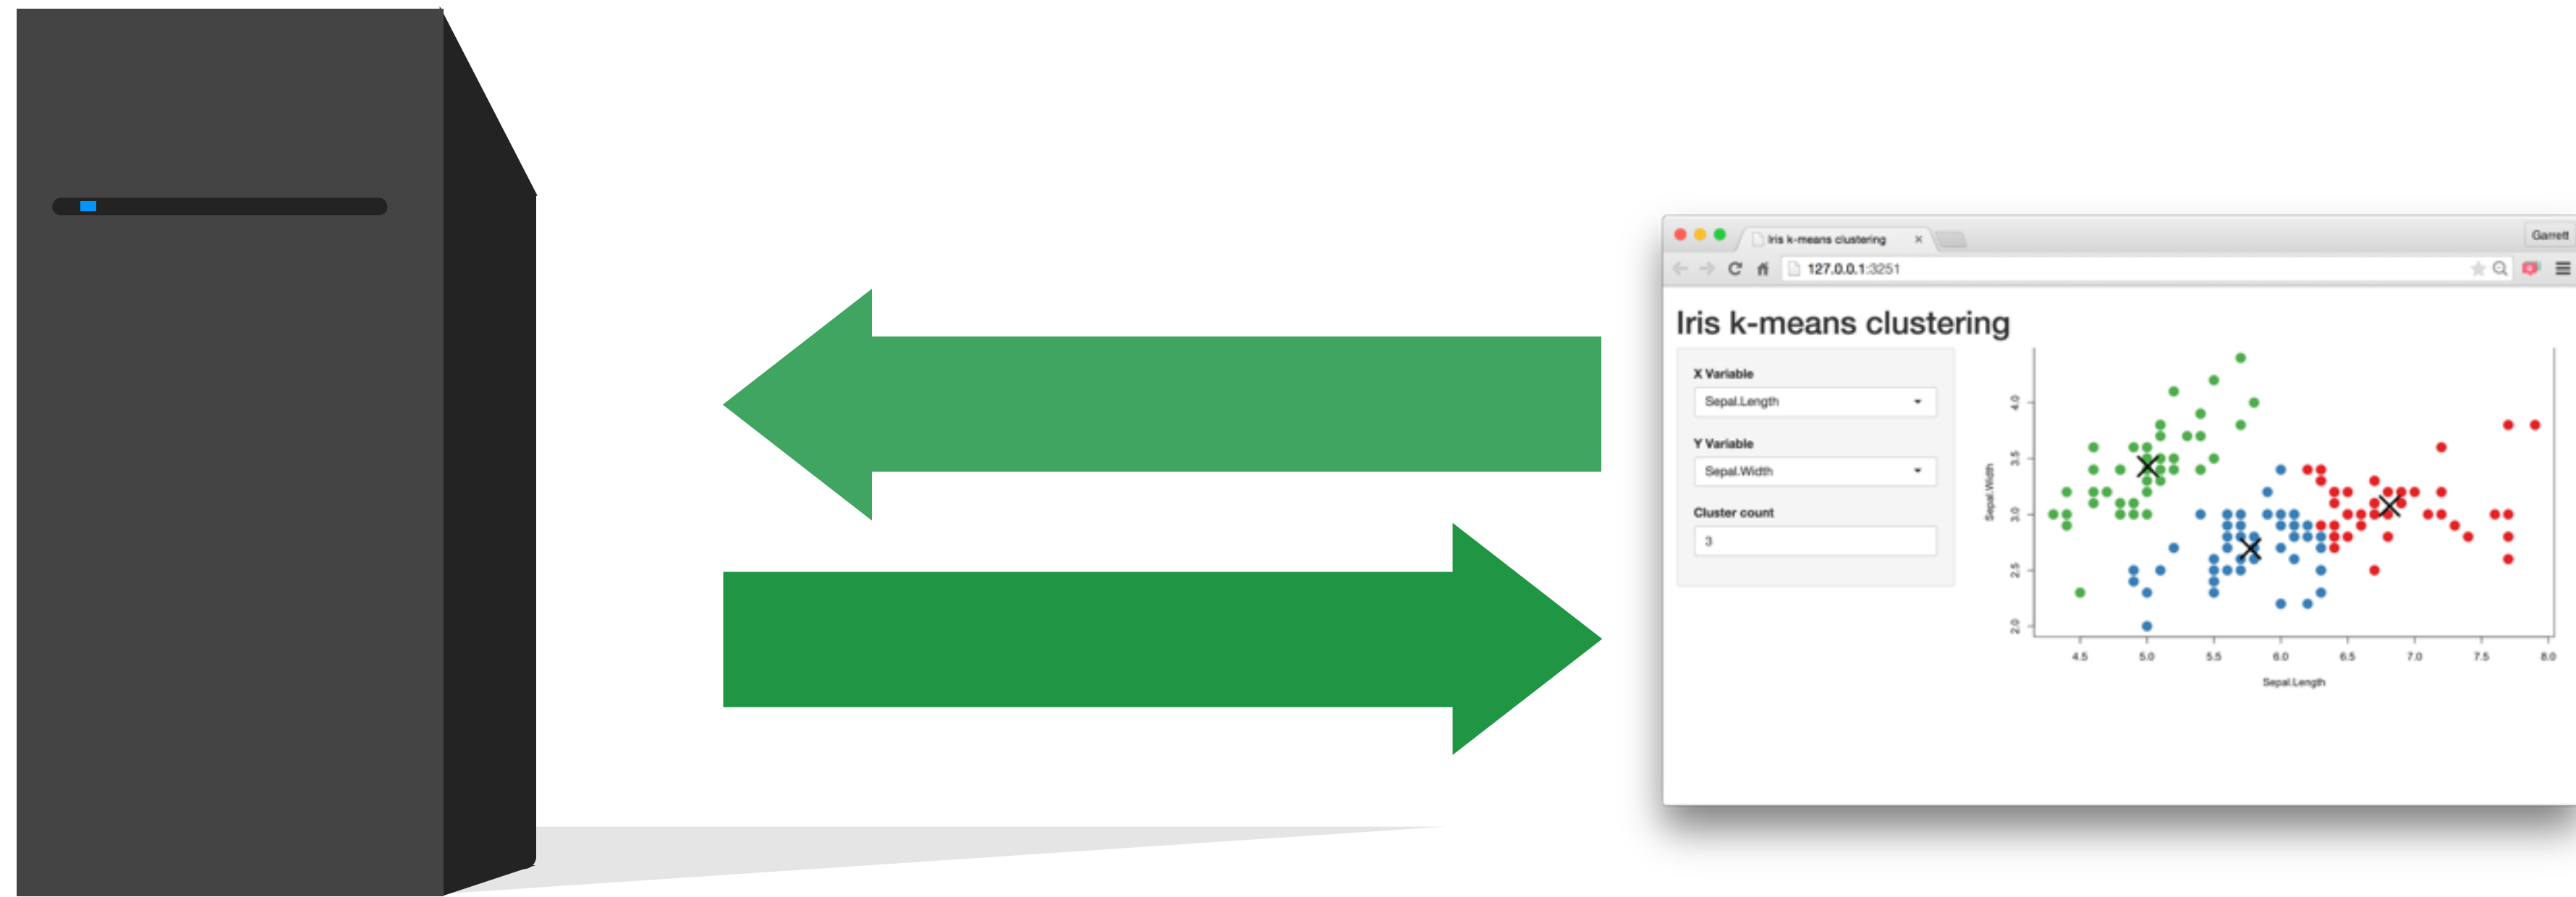 Iris k-means clustering
Garrett
127.0.0.1:3251
Iris k-means clustering
X Variable
Sepal.Length
Y Variable
Sepal.Width
Cluster count
3
Sepal.Width
4.0
3.5
3.0
2.5
2.0
4.5 5.0 5.5 6.0 6.5 7.0 7.5 8.0
Sepal.Length